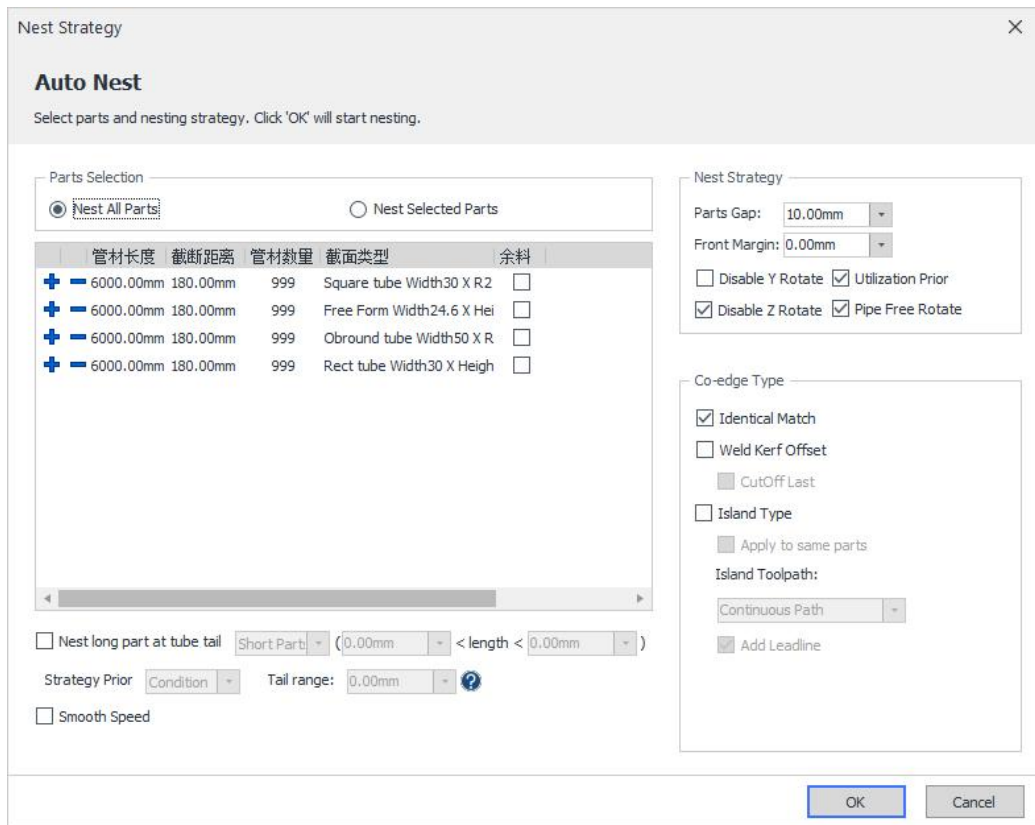 Nest Strategy
Auto Nest
Select parts and nesting strategy. Click 'OK' will start nesting.
Parts Selection
Nest All Parts
Nest Selected Parts
管材长度 截断距离 管材数量 截面类型 余料
6000.00mm 180.00mm 999 Square tube Width30 X R2
6000.00mm 180.00mm 999 Free Form Width24.6 X Hei
6000.00mm 180.00mm 999 Obround tube Width50 X R
6000.00mm 180.00mm 999 Rect tube Width30 X Heigh
Nest long part at tube tail Short Part: ( 0.00mm < length < 0.00mm )
Strategy Prior Condition Tail range: 0.00mm ?
Smooth Speed
Nest Strategy
Parts Gap: 10.00mm
Front Margin: 0.00mm
Disable Y Rotate Utilization Prior
Disable Z Rotate Pipe Free Rotate
Co-edge Type
Identical Match
Weld Kerf Offset
CutOff Last
Island Type
Apply to same parts
Island Toolpath:
Continuous Path
Add Leadline
OK Cancel